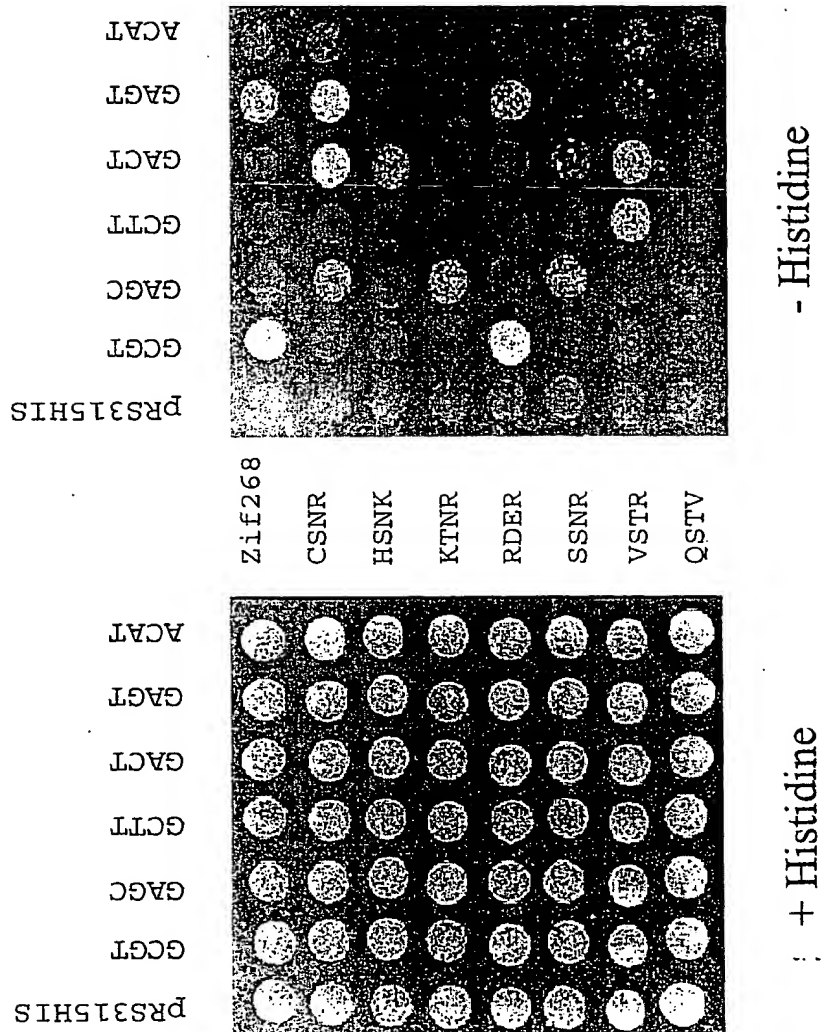 ACAT
GAGT
GACT
GCTT
GAGC
GCGT
pRS315HIS
- Histidine
Zif268
CSNR
HSNK
KTNR
RDER
SSNR
VSTR
QSTV
ACAT
GAGT
GACT
GCTT
GAGC
GCGT
pRS315HIS
+ Histidine